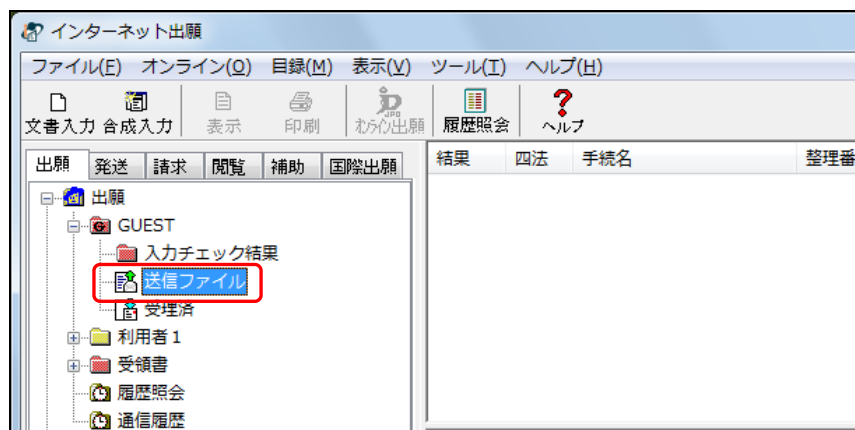 インターネット出願
ファイル(F) オンライン(O) 目録(M) 表示(V) ツール(T) ヘルプ(H)
文書入力 合成入力 表示 印刷 オンライン出願 履歴照会 ヘルプ
出願 発送 請求 閲覧 補助 国際出願
結果 四法 手続名 整理番
出願
GUEST
入力チェック結果
送信ファイル
受理済
利用者1
受領書
履歴照会
通信履歴